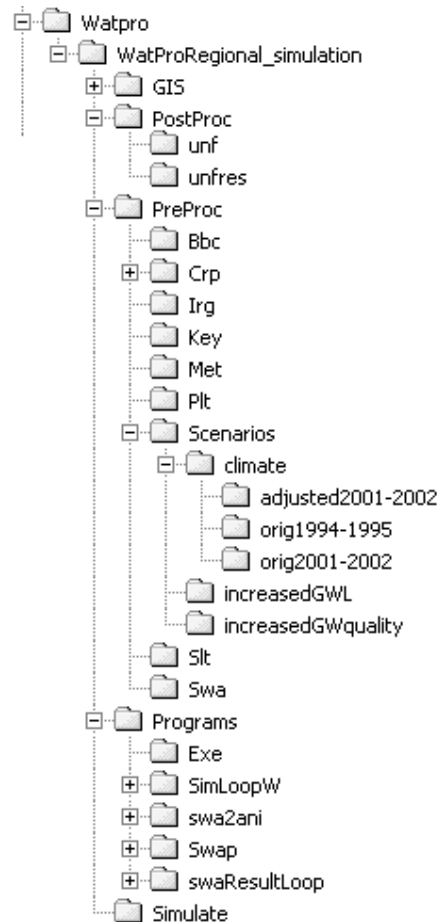 Watpro
WatProRegional_simulation
GIS
PostProc
unf
unfres
PreProc
Bbc
Crp
Irg
Key
Met
Plt
Scenarios
climate
adjusted2001-2002
orig1994-1995
orig2001-2002
increasedGWL
increasedGWquality
Slt
Swa
Programs
Exe
SimLoopW
swa2ani
Swap
swaResultLoop
Simulate